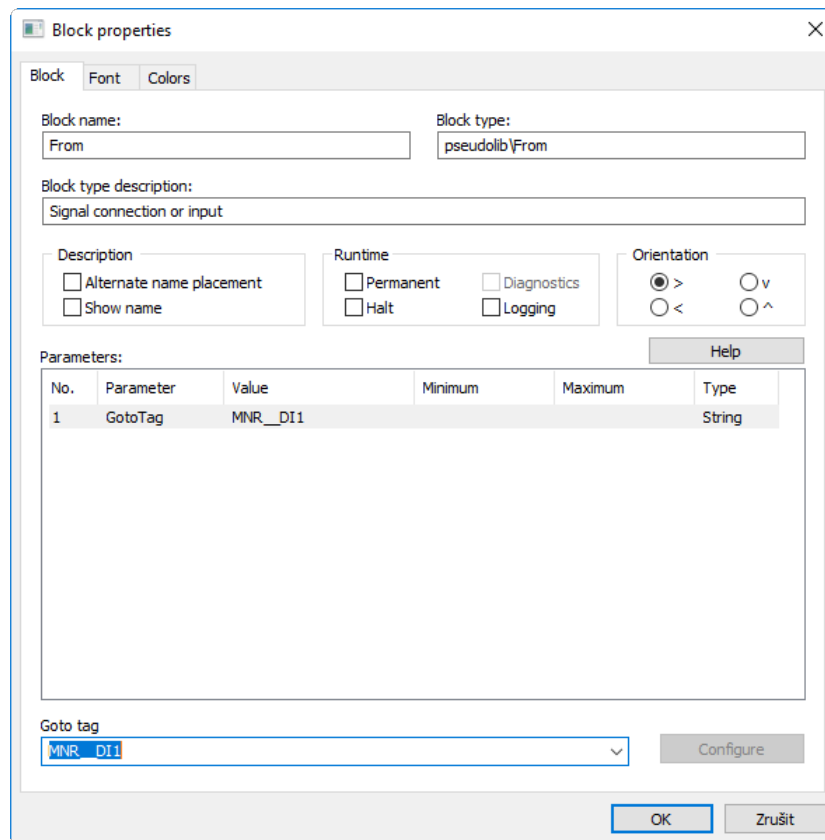 Block properties
Block Font Colors
Block name: Block type:
From pseudolib\From
Block type description:
Signal connection or input
Description Runtime Orientation
Alternate name placement Permanent Diagnostics > v
Show name Halt Logging < ^
Parameters: Help
No. Parameter Value Minimum Maximum Type
1 GotoTag MNR__DI1 String
Goto tag
MNR__DI1 Configure
OK Zrušit